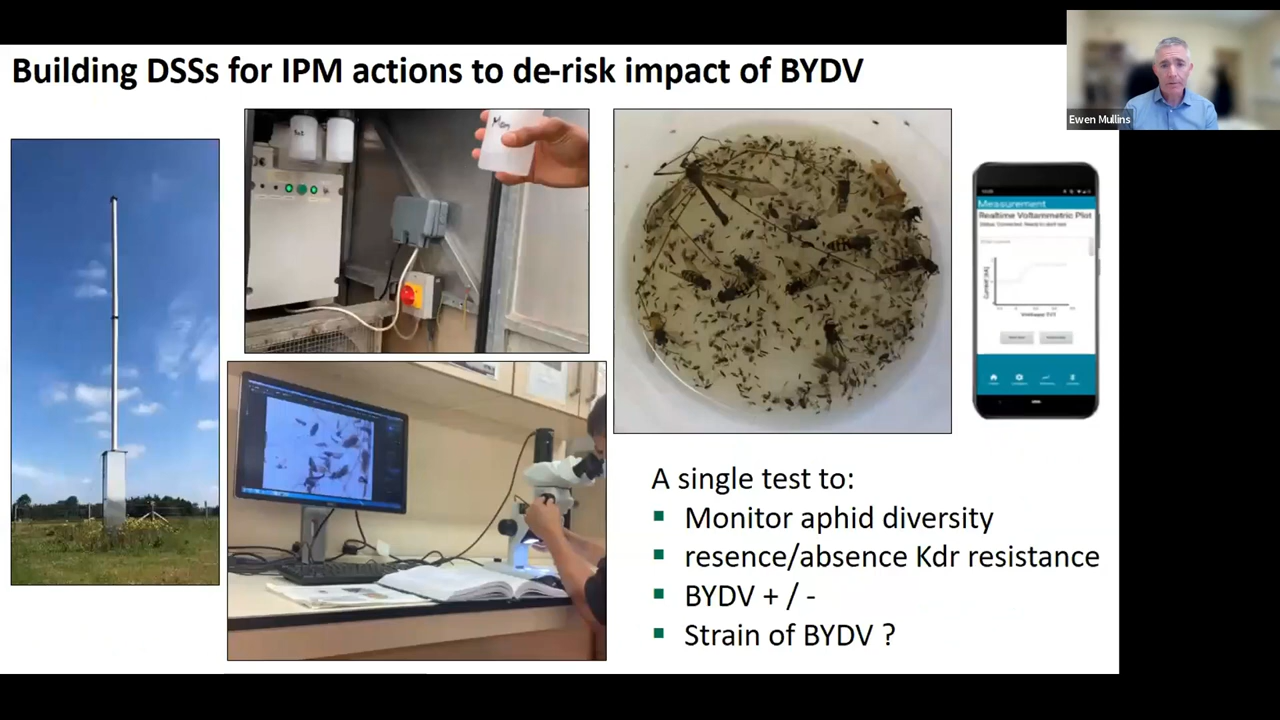 Building DSSs for IPM actions to de-risk impact of BYDV
Ewen Mullins
Measurement
Realtime Voltammetric Plot
A single test to:
Monitor aphid diversity
resence/absence Kdr resistance
BYDV + / -
Strain of BYDV ?